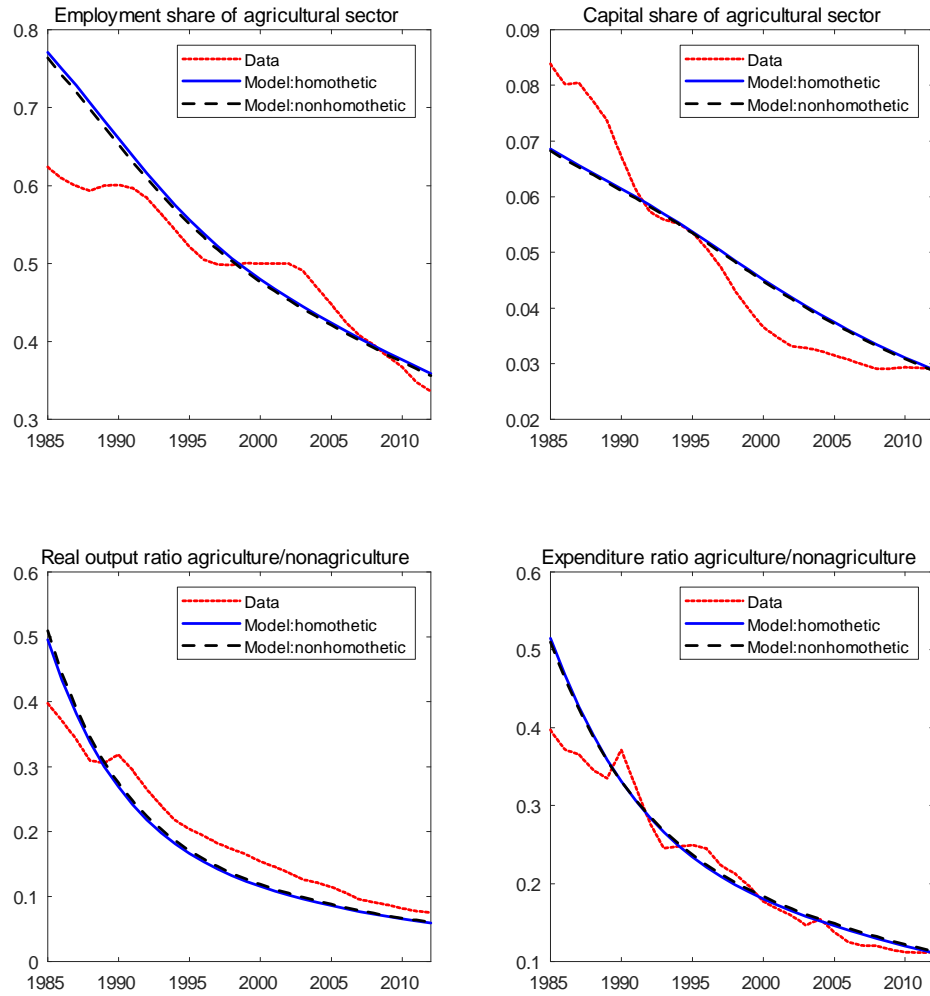 Employment share of agricultural sector
0.8
0.7
0.6
0.5
0.4
0.3
1985 1990 1995 2000 2005 2010
Data
Model:homothetic
Model:nonhomothetic
Capital share of agricultural sector
0.09
0.08
0.07
0.06
0.05
0.04
0.03
0.02
1985 1990 1995 2000 2005 2010
Data
Model:homothetic
Model:nonhomothetic
Real output ratio agriculture/nonagriculture
0.6
0.5
0.4
0.3
0.2
0.1
0
1985 1990 1995 2000 2005 2010
Data
Model:homothetic
Model:nonhomothetic
Expenditure ratio agriculture/nonagriculture
0.6
0.5
0.4
0.3
0.2
0.1
1985 1990 1995 2000 2005 2010
Data
Model:homothetic
Model:nonhomothetic